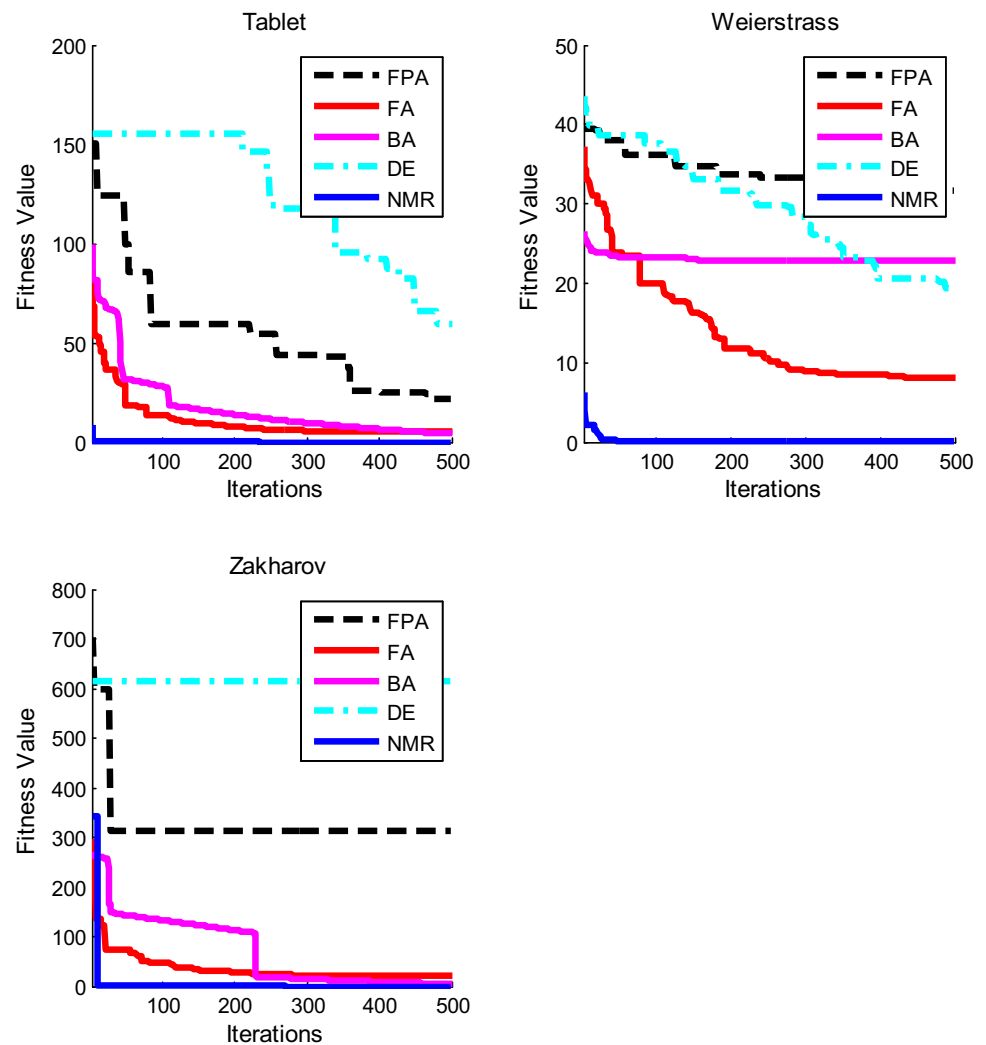 Tablet
Fitness Value
200
150
100
50
0
100 200 300 400 500
Iterations
FPA
FA
BA
DE
NMR
Weierstrass
Fitness Value
50
40
30
20
10
0
100 200 300 400 500
Iterations
FPA
FA
BA
DE
NMR
Zakharov
Fitness Value
800
700
600
500
400
300
200
100
0
100 200 300 400 500
Iterations
FPA
FA
BA
DE
NMR